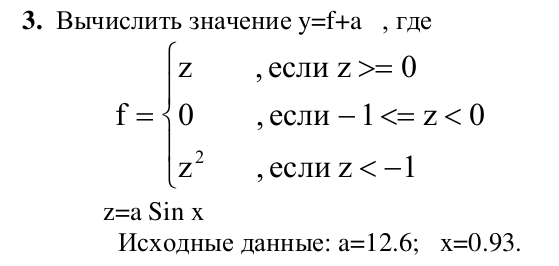 3. Вычислить значение y=f+a , где
z , если z >= 0
f = { 0 , если – 1 <= z < 0
z² , если z < –1
z=a Sin x
Исходные данные: a=12.6; x=0.93.